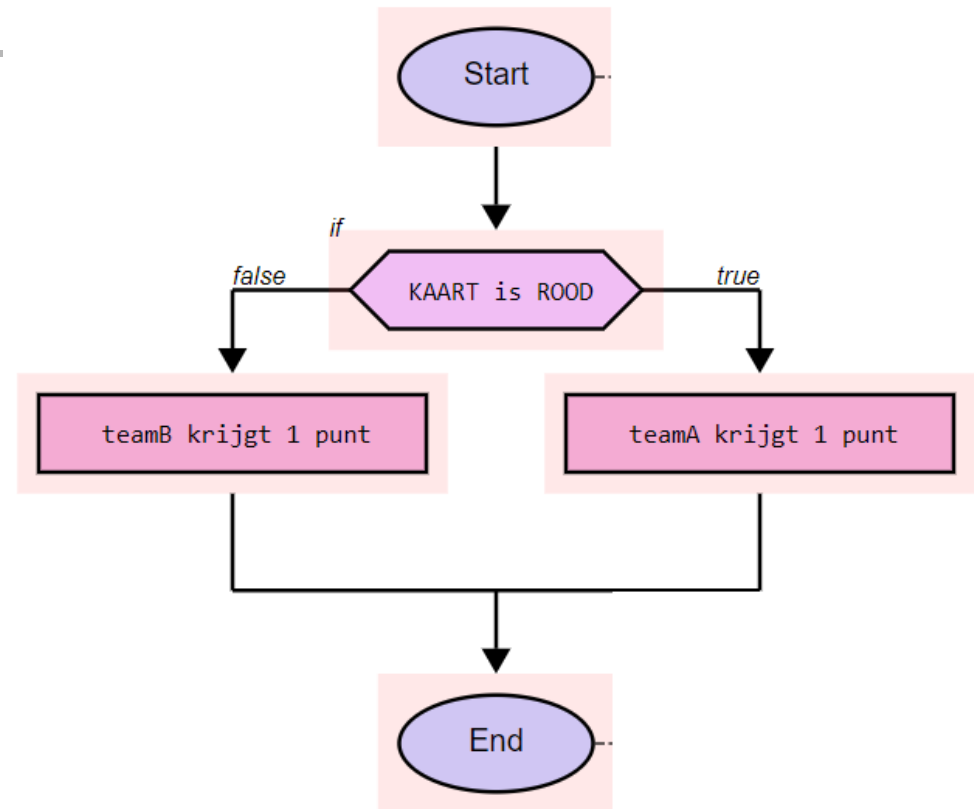 Start
if
false
true
KAART is ROOD
teamB krijgt 1 punt
teamA krijgt 1 punt
End